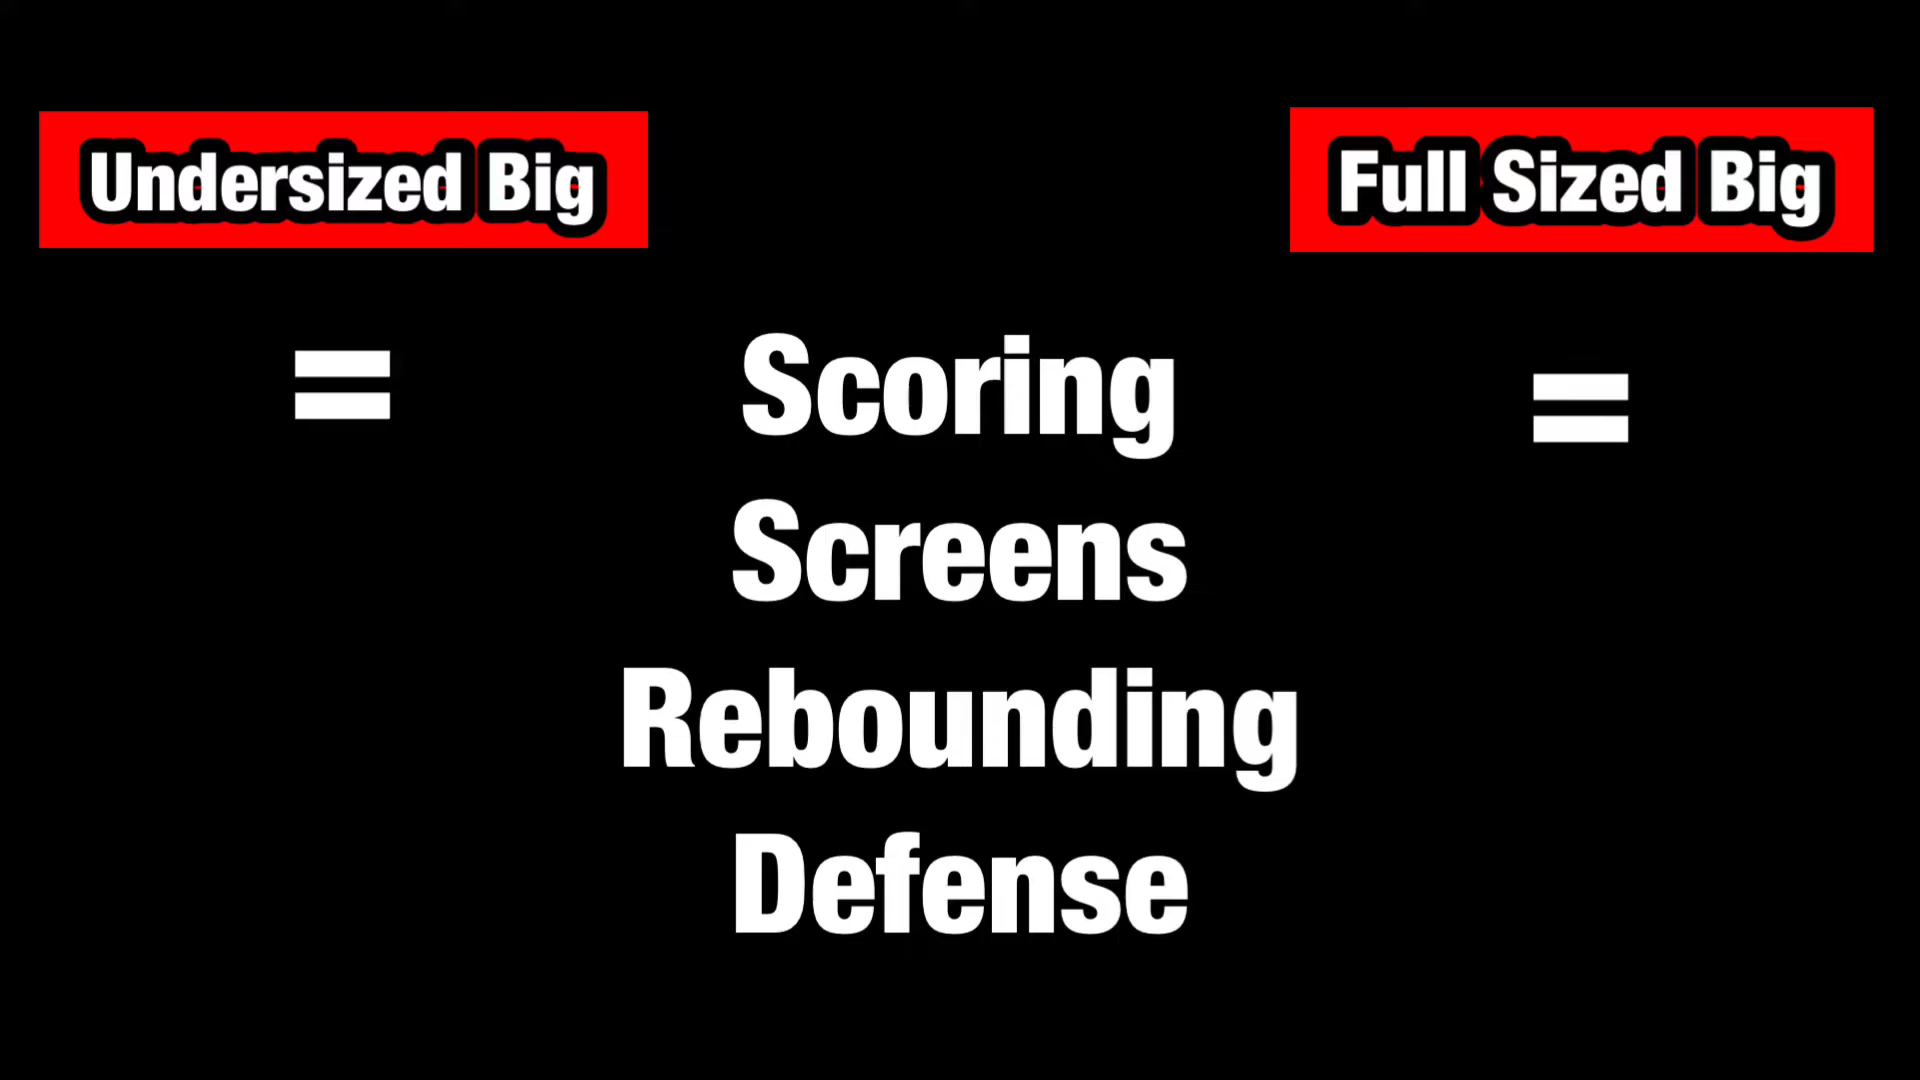 Undersized Big
Full Sized Big
= Scoring =
Screens
Rebounding
Defense